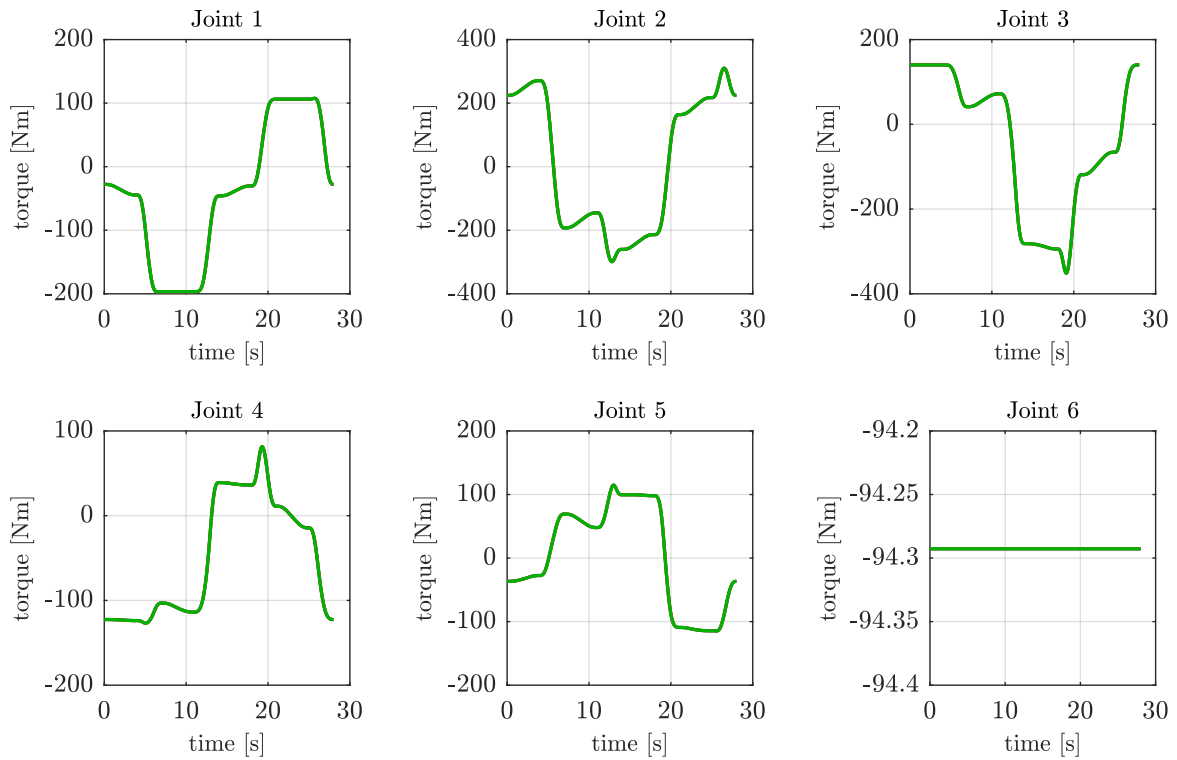 Joint 1
200
100
0
-100
-200
torque [Nm]
0 10 20 30
time [s]
Joint 2
400
200
0
-200
-400
torque [Nm]
0 10 20 30
time [s]
Joint 3
200
0
-200
-400
torque [Nm]
0 10 20 30
time [s]
Joint 4
100
0
-100
-200
torque [Nm]
0 10 20 30
time [s]
Joint 5
200
100
0
-100
-200
torque [Nm]
0 10 20 30
time [s]
Joint 6
-94.2
-94.25
-94.3
-94.35
-94.4
torque [Nm]
0 10 20 30
time [s]